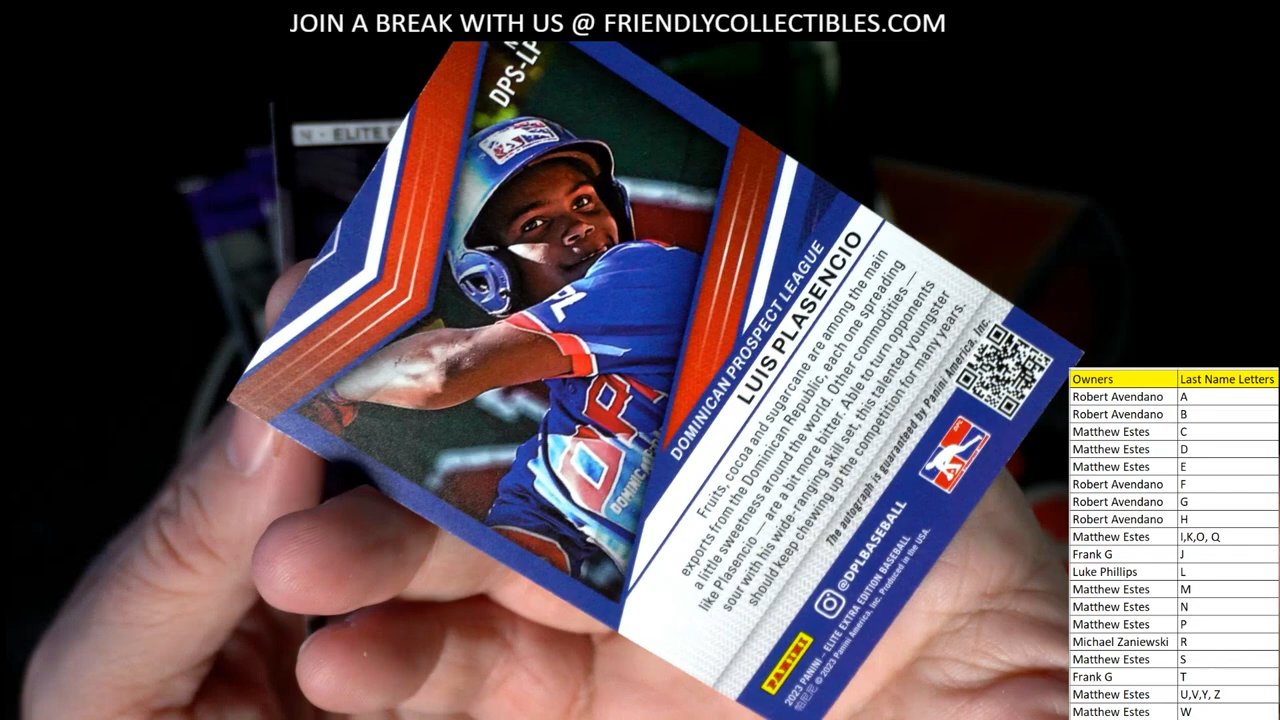 JOIN A BREAK WITH US @ FRIENDLYCOLLECTIBLES.COM
DPS-LP
ELITE E
PL
DPL
DOMINICAN PROSPECT LEAGUE
LUIS PLASENCIO
Fruits, cocoa and sugarcane are among the main
exports from the Dominican Republic, each one spreading
a little sweetness around the world. Other commodities—
like Plasencio — are a bit more bitter. Able to turn opponents
sour with his wide-ranging skill set, this talented youngster
should keep chewing up the competition for many years.
The autograph is guaranteed by Panini America, Inc.
@DPLBASEBALL
PANINI
2023 PANINI – ELITE EXTRA EDITION BASEBALL
© 2023 Panini America, Inc. Produced in the USA.
Owners Last Name Letters
Robert Avendano A
Robert Avendano B
Matthew Estes C
Matthew Estes D
Matthew Estes E
Robert Avendano F
Robert Avendano G
Robert Avendano H
Matthew Estes I,K,O, Q
Frank G J
Luke Phillips L
Matthew Estes M
Matthew Estes N
Matthew Estes P
Michael Zaniewski R
Matthew Estes S
Frank G T
Matthew Estes U,V,Y, Z
Matthew Estes W